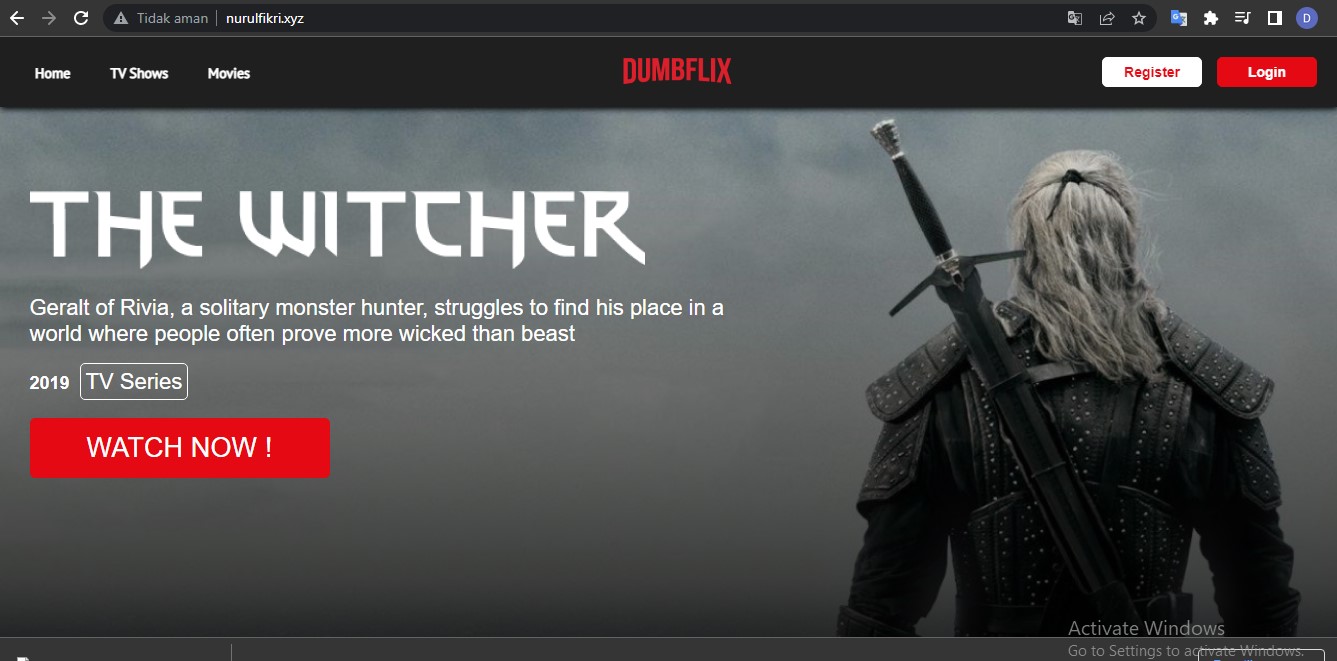 Tidak aman
nurulfikri.xyz
D
Home
TV Shows
Movies
DUMBFLIX
Register
Login
THE WITCHER
Geralt of Rivia, a solitary monster hunter, struggles to find his place in a
world where people often prove more wicked than beast
2019
TV Series
WATCH NOW !
Activate Windows
Go to Settings to activate Windows.